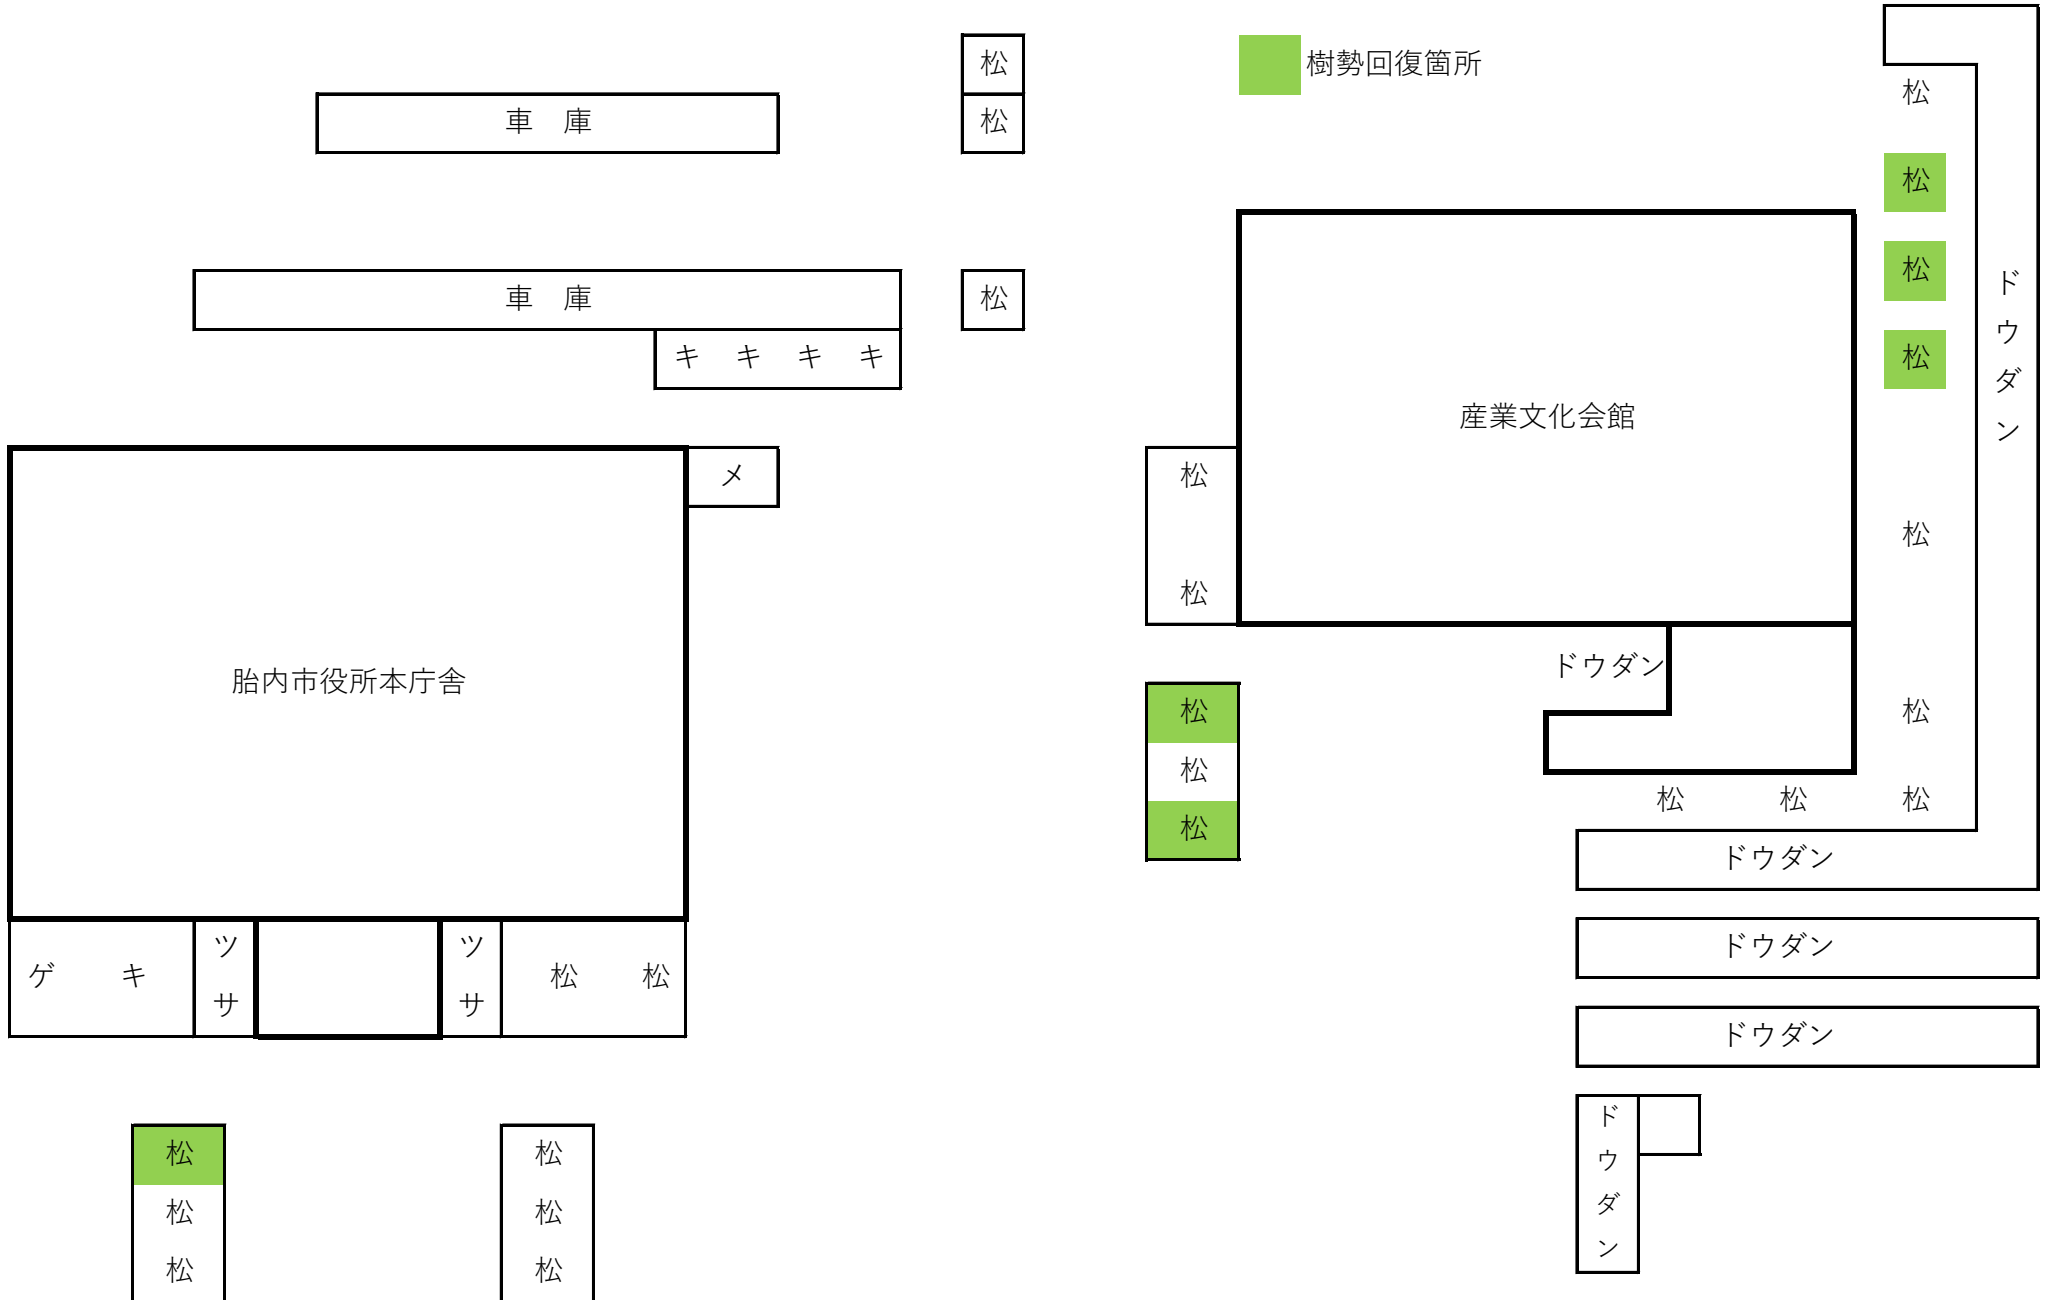 松
樹勢回復箇所
松
車　庫
松
松
松
車　庫
松
ドウダン
キ　キ　キ　キ
松
産業文化会館
メ
松
松
松
胎内市役所本庁舎
ドウダン
松
松
松
松
松
松
松
ドウダン
ゲ　キ
ツサ
ツサ
松　松
ドウダン
ドウダン
ドウダン
松
松
松
松
松
松